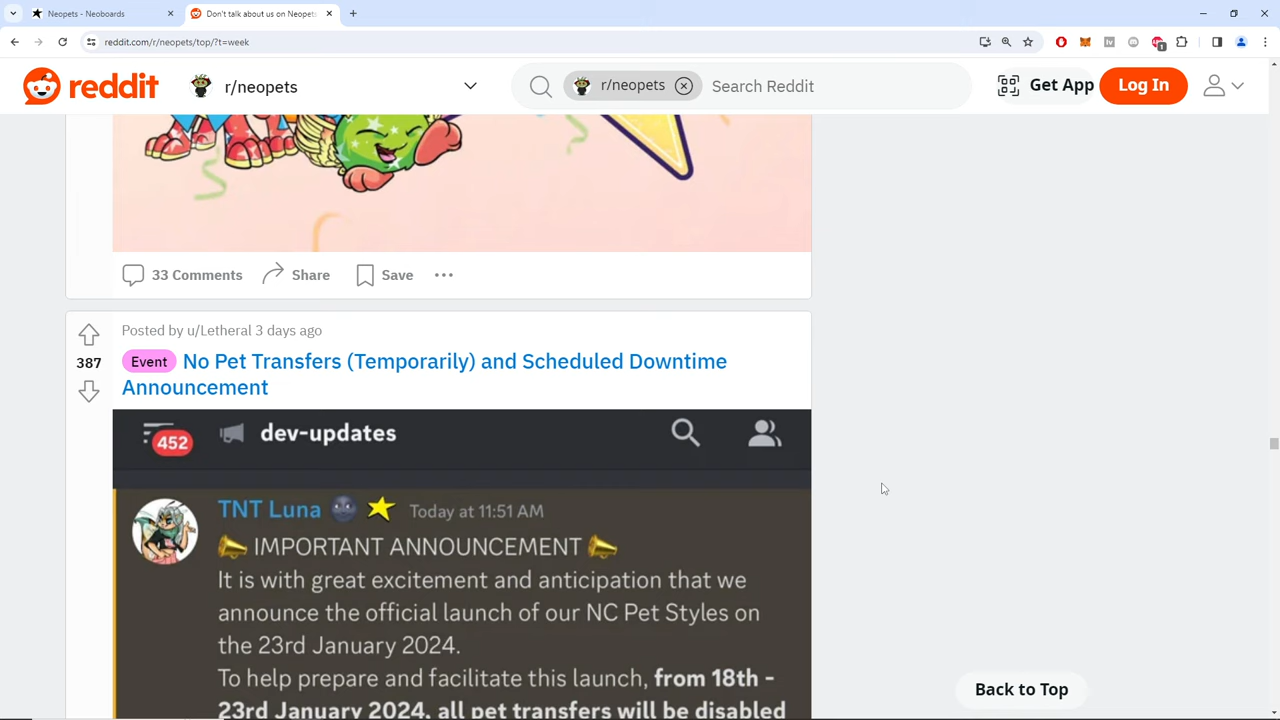 Neopets - Neoboards
Don't talk about us on Neopets
reddit.com/r/neopets/top/?t=week
1
reddit
r/neopets
r/neopets
Search Reddit
Get App
Log In
33 Comments
Share
Save
Posted by u/Letheral 3 days ago
387
Event
No Pet Transfers (Temporarily) and Scheduled Downtime
Announcement
452
dev-updates
TNT Luna
Today at 11:51 AM
IMPORTANT ANNOUNCEMENT
It is with great excitement and anticipation that we
announce the official launch of our NC Pet Styles on
the 23rd January 2024.
To help prepare and facilitate this launch, from 18th -
23rd January 2024, all pet transfers will be disabled
Back to Top